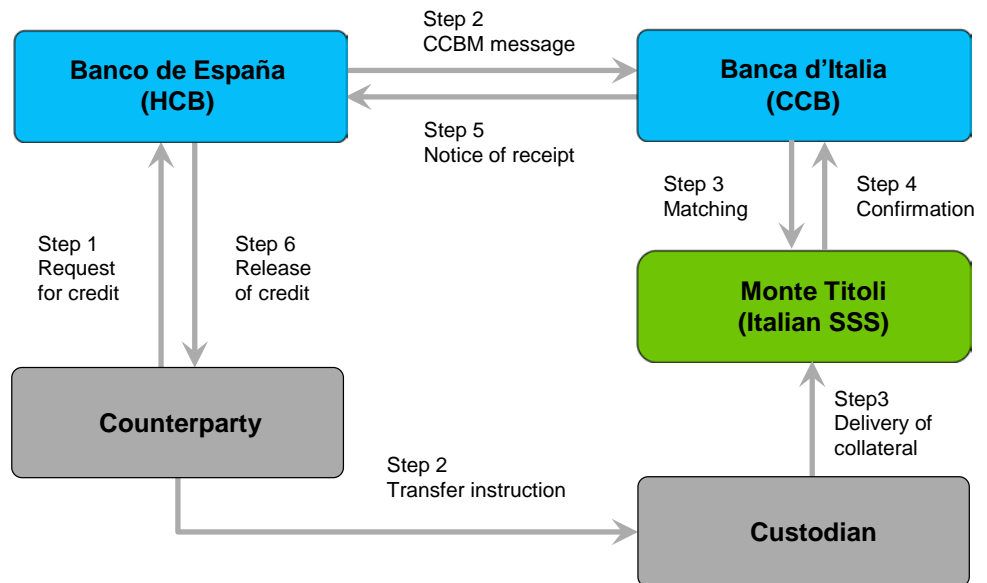 Step 2
CCBM message
Banco de España
(HCB)
Banca d’Italia
(CCB)
Step 5
Notice of receipt
Step 3
Matching
Step 4
Confirmation
Step 1
Request
for credit
Step 6
Release
of credit
Monte Titoli
(Italian SSS)
Counterparty
Step3
Delivery of
collateral
Step 2
Transfer instruction
Custodian